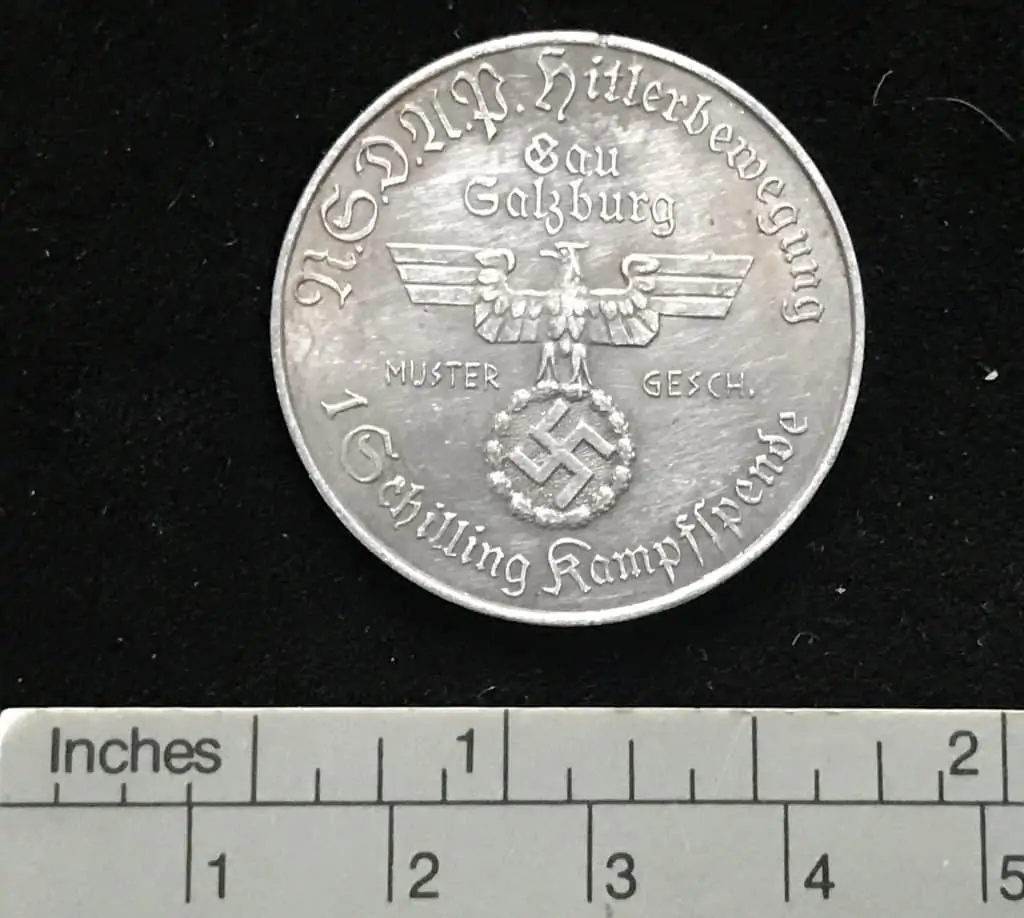 N.S.D.A.P. Hitlerbewegung
Gau
Salzburg
MUSTER GESCH.
1 Schilling Kampfspende
Inches 1 2
1 2 3 4 5